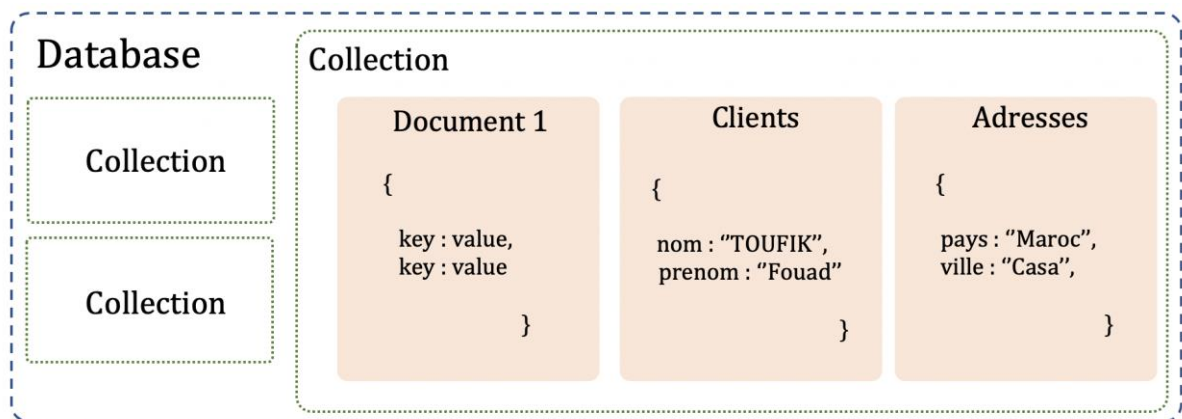 Database
Collection
Collection
Collection
Document 1
{
key : value,
key : value
}
Clients
{
nom : “TOUFIK”,
prenom : “Fouad”
}
Adresses
{
pays : “Maroc”,
ville : “Casa”,
}